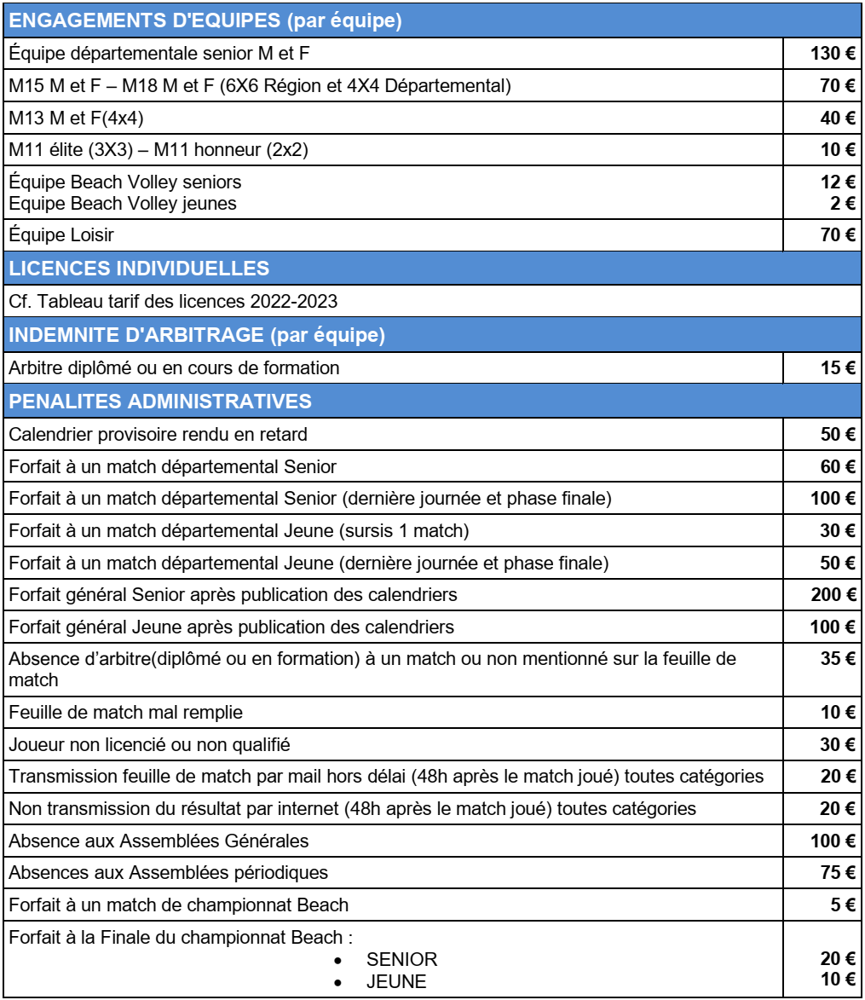 ENGAGEMENTS D'EQUIPES (par équipe)
Équipe départementale senior M et F 130 €
M15 M et F – M18 M et F (6X6 Région et 4X4 Départemental) 70 €
M13 M et F(4x4) 40 €
M11 élite (3X3) – M11 honneur (2x2) 10 €
Équipe Beach Volley seniors 12 €
Equipe Beach Volley jeunes 2 €
Équipe Loisir 70 €
LICENCES INDIVIDUELLES
Cf. Tableau tarif des licences 2022-2023
INDEMNITE D'ARBITRAGE (par équipe)
Arbitre diplômé ou en cours de formation 15 €
PENALITES ADMINISTRATIVES
Calendrier provisoire rendu en retard 50 €
Forfait à un match départemental Senior 60 €
Forfait à un match départemental Senior (dernière journée et phase finale) 100 €
Forfait à un match départemental Jeune (sursis 1 match) 30 €
Forfait à un match départemental Jeune (dernière journée et phase finale) 50 €
Forfait général Senior après publication des calendriers 200 €
Forfait général Jeune après publication des calendriers 100 €
Absence d’arbitre(diplômé ou en formation) à un match ou non mentionné sur la feuille de 35 €
match
Feuille de match mal remplie 10 €
Joueur non licencié ou non qualifié 30 €
Transmission feuille de match par mail hors délai (48h après le match joué) toutes catégories 20 €
Non transmission du résultat par internet (48h après le match joué) toutes catégories 20 €
Absence aux Assemblées Générales 100 €
Absences aux Assemblées périodiques 75 €
Forfait à un match de championnat Beach 5 €
Forfait à la Finale du championnat Beach :
• SENIOR 20 €
• JEUNE 10 €